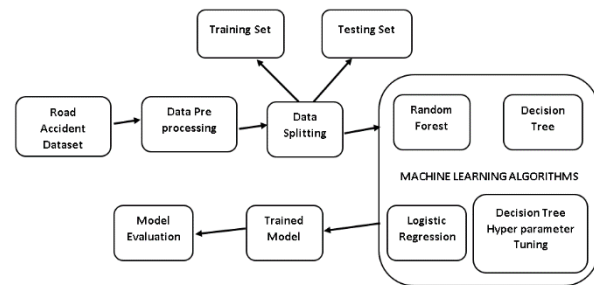 Training Set
Testing Set
Road
Accident
Dataset
Data Pre
processing
Data
Splitting
Random
Forest
Decision
Tree
MACHINE LEARNING ALGORITHMS
Model
Evaluation
Trained
Model
Logistic
Regression
Decision Tree
Hyper parameter
Tuning